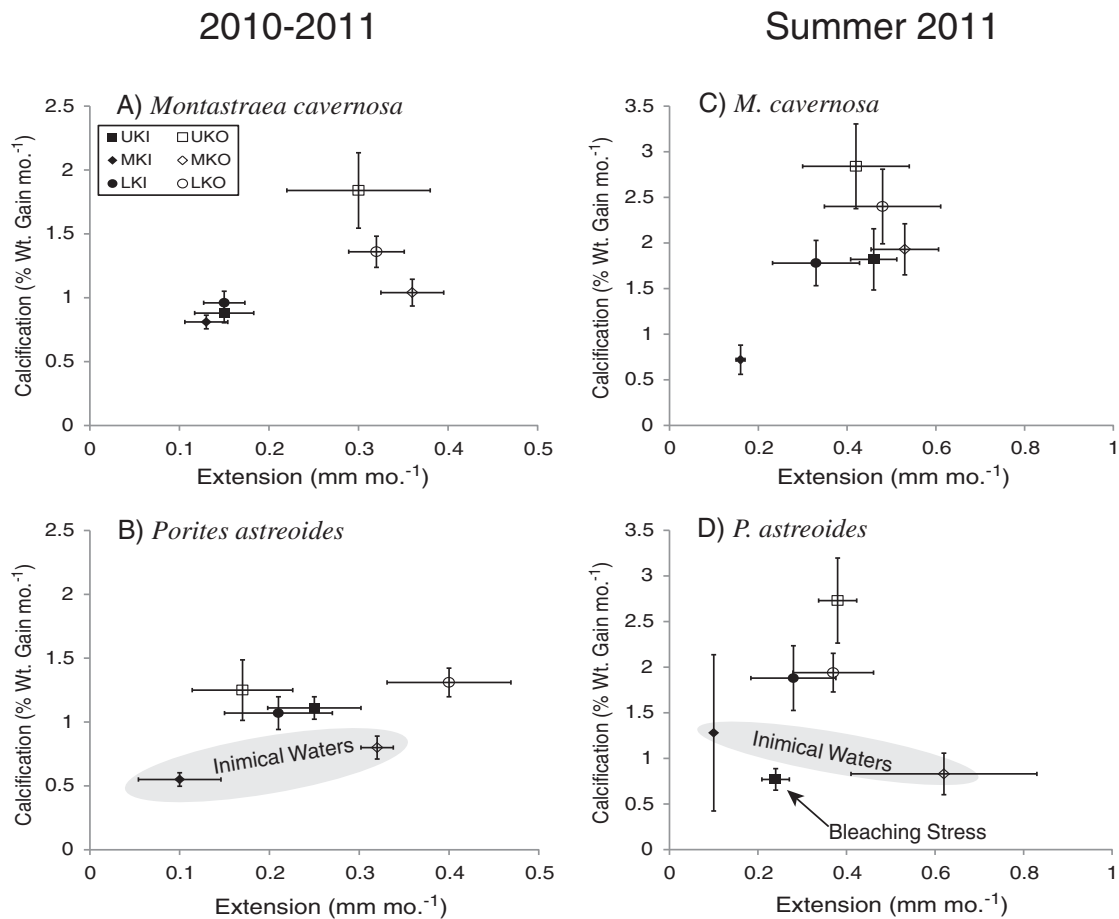 2010-2011
Summer 2011
A) Montastraea cavernosa
Calcification (% Wt. Gain mo.-1)
2.5
2
1.5
1
0.5
0
UKI UKO
MKI MKO
LKI LKO
0 0.1 0.2 0.3 0.4 0.5
Extension (mm mo.-1)
C) M. cavernosa
Calcification (% Wt. Gain mo.-1)
3.5
3
2.5
2
1.5
1
0.5
0
0 0.2 0.4 0.6 0.8 1
Extension (mm mo.-1)
B) Porites astreoides
Calcification (% Wt. Gain mo.-1)
2.5
2
1.5
1
0.5
0
Inimical Waters
0 0.1 0.2 0.3 0.4 0.5
Extension (mm mo.-1)
D) P. astreoides
Calcification (% Wt. Gain mo.-1)
3.5
3
2.5
2
1.5
1
0.5
0
Inimical Waters
Bleaching Stress
0 0.2 0.4 0.6 0.8 1
Extension (mm mo.-1)